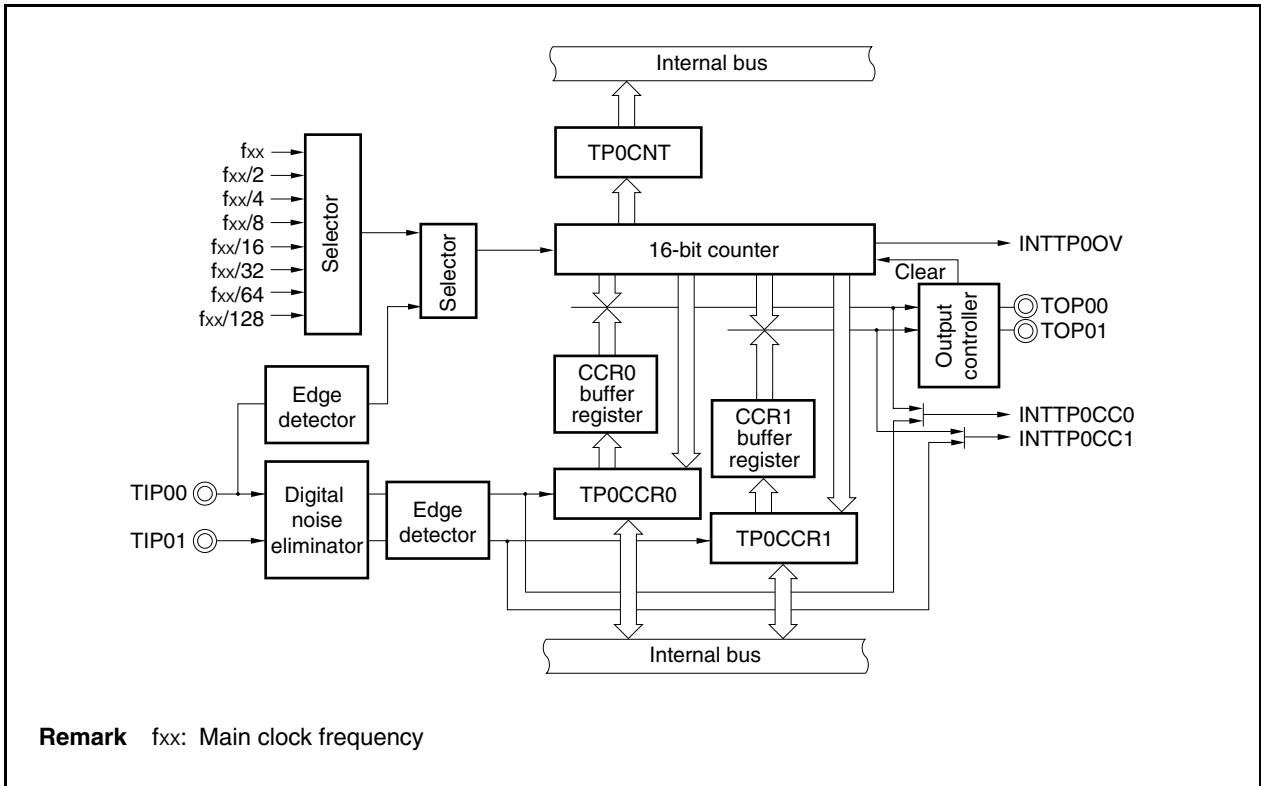 Internal bus
TP0CNT
fxx
fxx/2
fxx/4
fxx/8
fxx/16
fxx/32
fxx/64
fxx/128
Selector
Selector
16-bit counter
INTTP0OV
Clear
Output
controller
TOP00
TOP01
CCR0
buffer
register
CCR1
buffer
register
INTTP0CC0
INTTP0CC1
Edge
detector
TIP00
TIP01
Digital
noise
eliminator
Edge
detector
TP0CCR0
TP0CCR1
Internal bus
Remark fxx: Main clock frequency